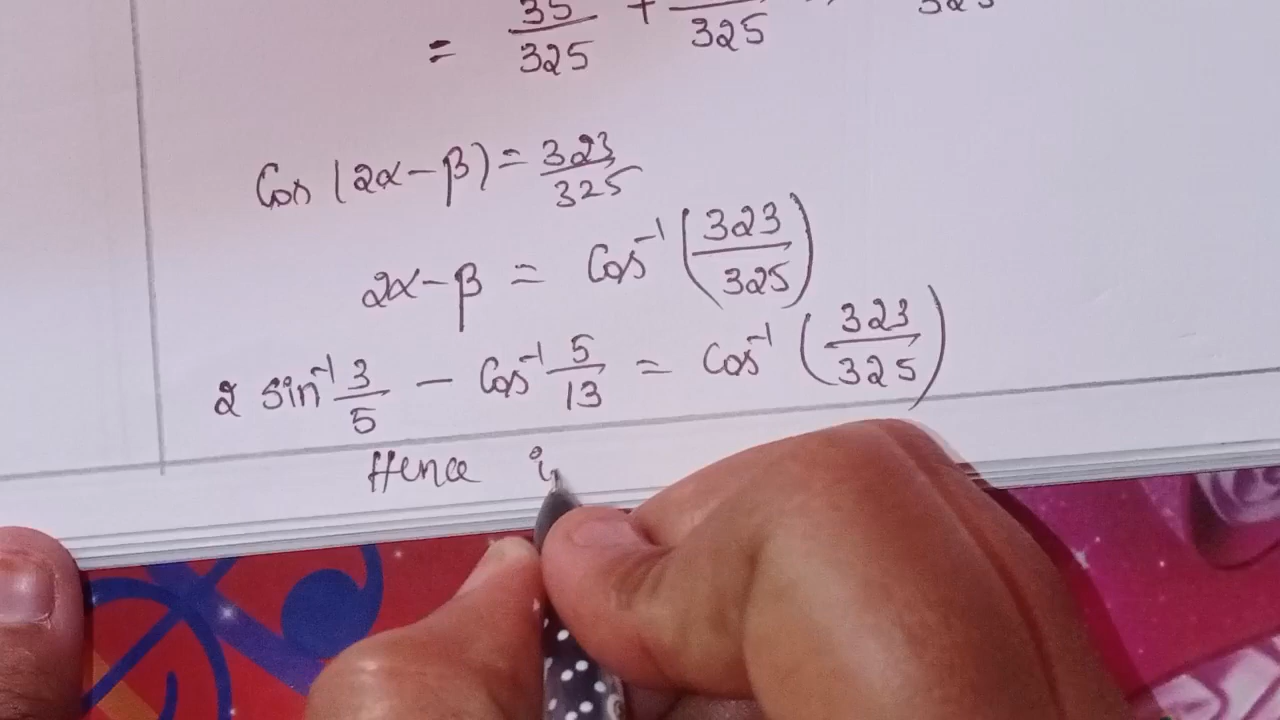 = 35/325 + /325 325
Cos (2α-β) = 323/325
2α-β = Cos⁻¹ (323/325)
2 sin⁻¹ 3/5 - Cos⁻¹ 5/13 = Cos⁻¹ (323/325)
Hence i